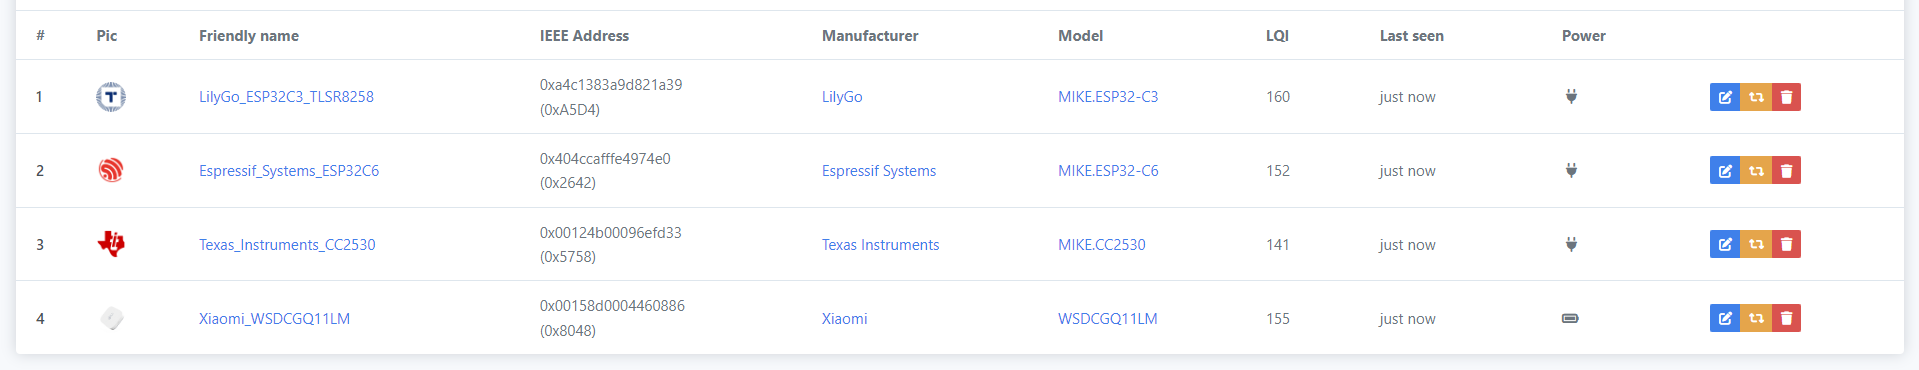 # Pic Friendly name IEEE Address Manufacturer Model LQI Last seen Power
1 T LilyGo_ESP32C3_TLSR8258 0xa4c1383a9d821a39 LilyGo MIKE.ESP32-C3 160 just now
(0xA5D4)
2 Espressif_Systems_ESP32C6 0x404ccafffe4974e0 Espressif Systems MIKE.ESP32-C6 152 just now
(0x2642)
3 Texas_Instruments_CC2530 0x00124b00096efd33 Texas Instruments MIKE.CC2530 141 just now
(0x5758)
4 Xiaomi_WSDCGQ11LM 0x00158d0004460886 Xiaomi WSDCGQ11LM 155 just now
(0x8048)